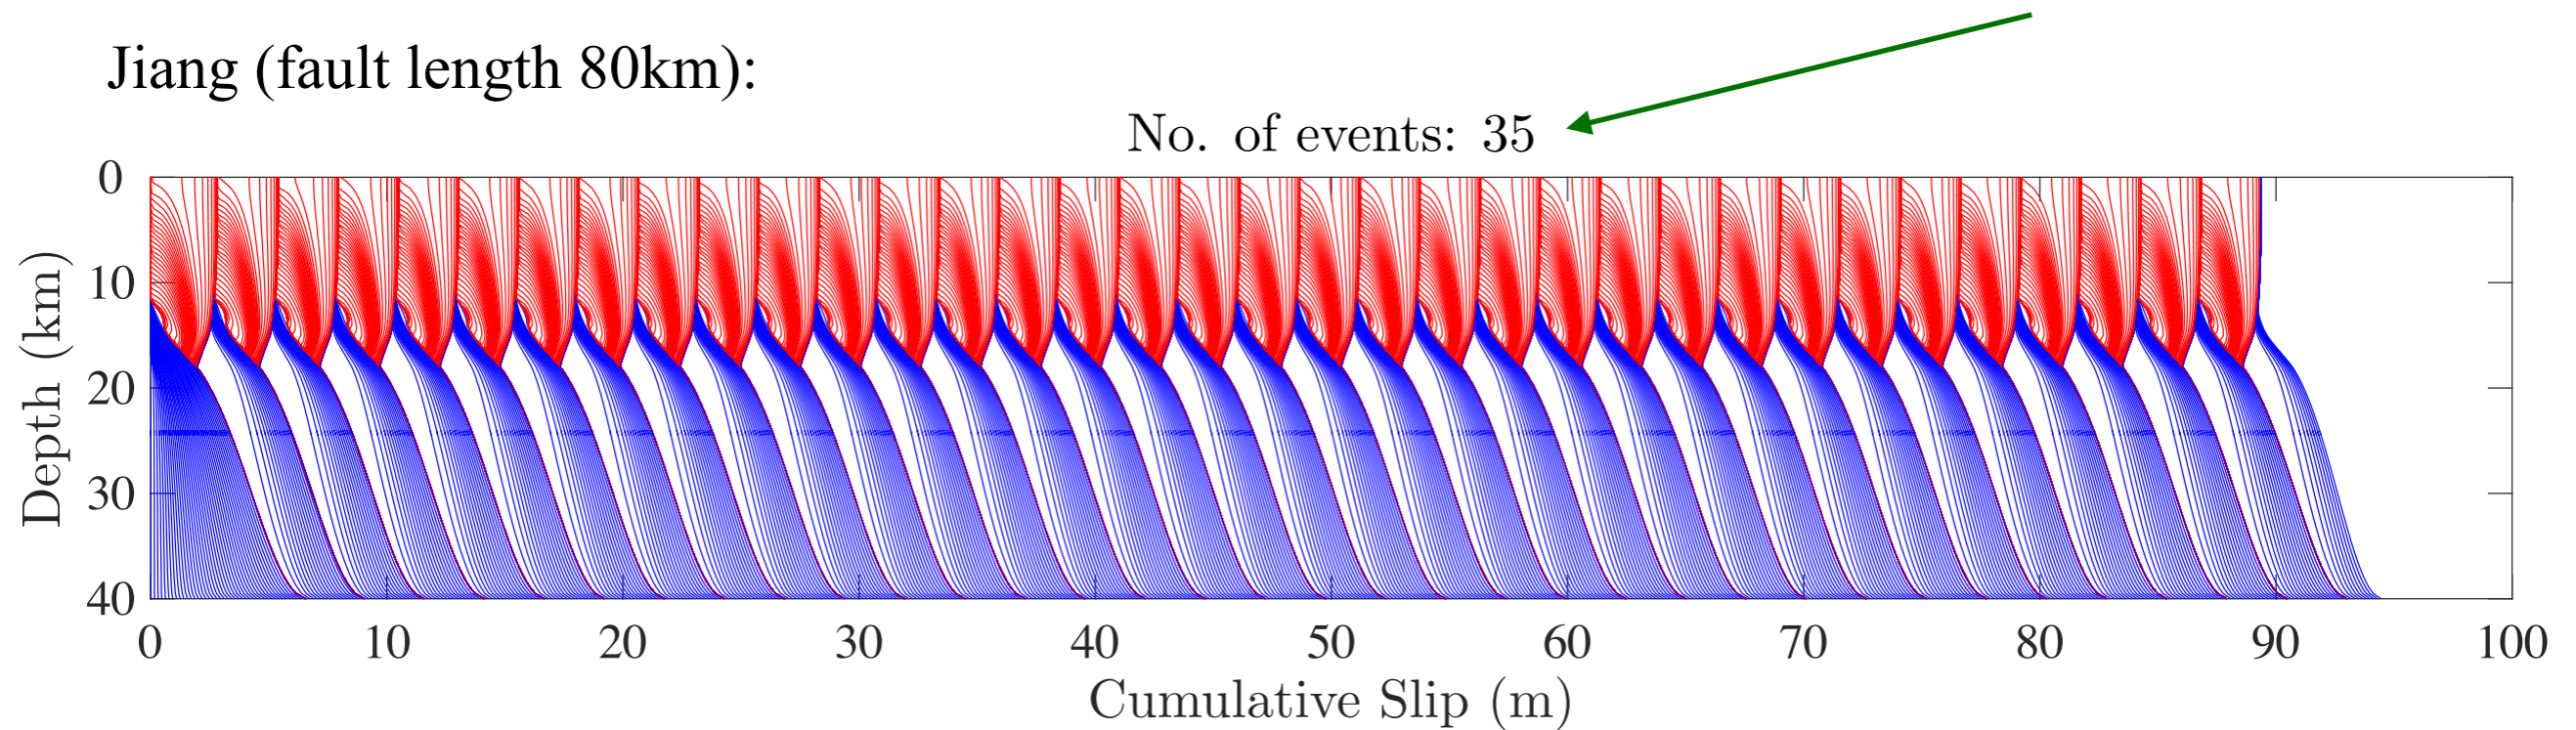 Jiang (fault length 80km):
No. of events: 35
0
10
20
30
40
Depth (km)
0 10 20 30 40 50 60 70 80 90 100
Cumulative Slip (m)